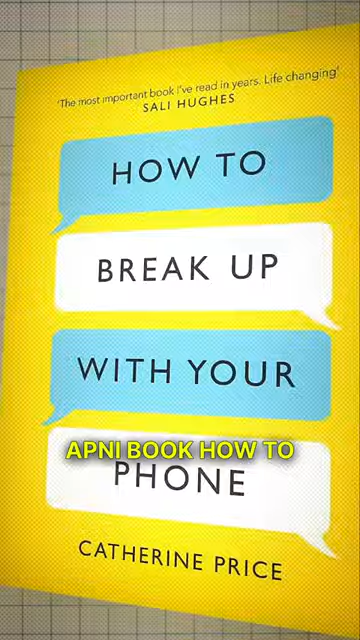 'The most important book I've read in years. Life changing'
SALI HUGHES
HOW TO
BREAK UP
WITH YOUR
APNI BOOK HOW TO
PHONE
CATHERINE PRICE